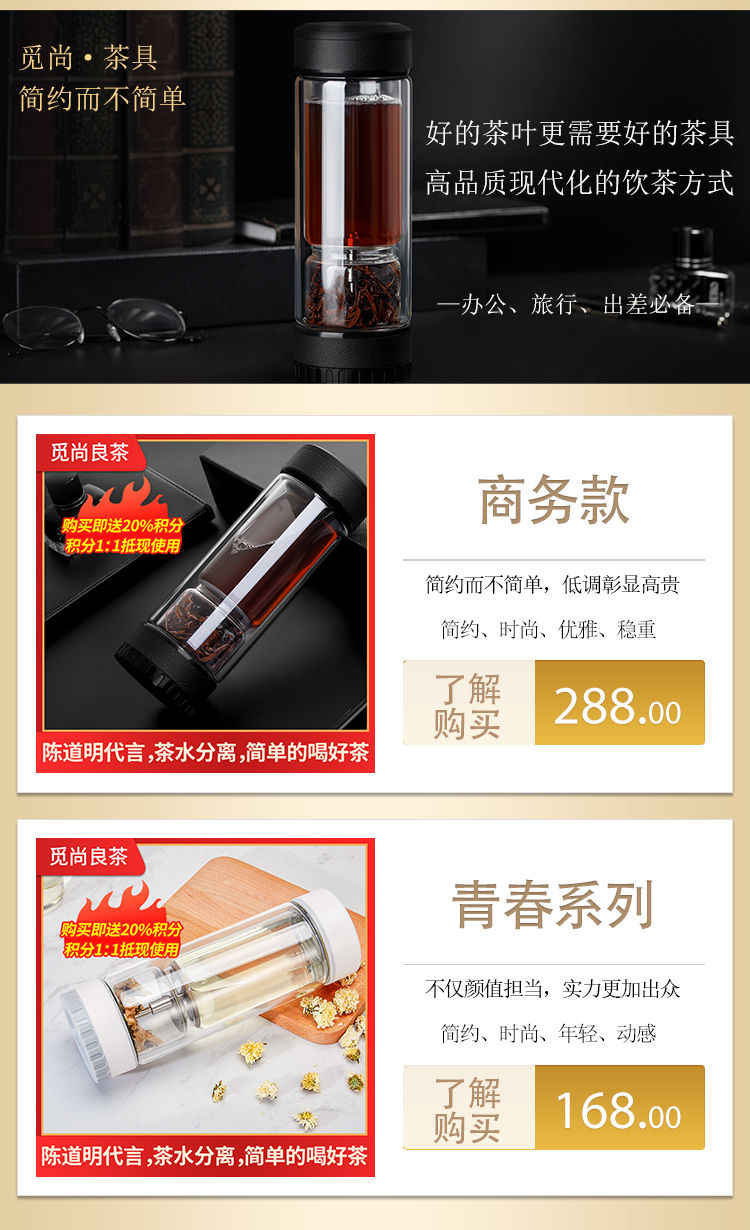 觅尚·茶具
简约而不简单
好的茶叶更需要好的茶具
高品质现代化的饮茶方式
—办公、旅行、出差必备—
觅尚良茶
购买即送20%积分
积分1:1抵现使用
陈道明代言,茶水分离,简单的喝好茶
商务款
简约而不简单，低调彰显高贵
简约、时尚、优雅、稳重
了解
购买
288.00
觅尚良茶
购买即送20%积分
积分1:1抵现使用
陈道明代言,茶水分离,简单的喝好茶
青春系列
不仅颜值担当，实力更加出众
简约、时尚、年轻、动感
了解
购买
168.00